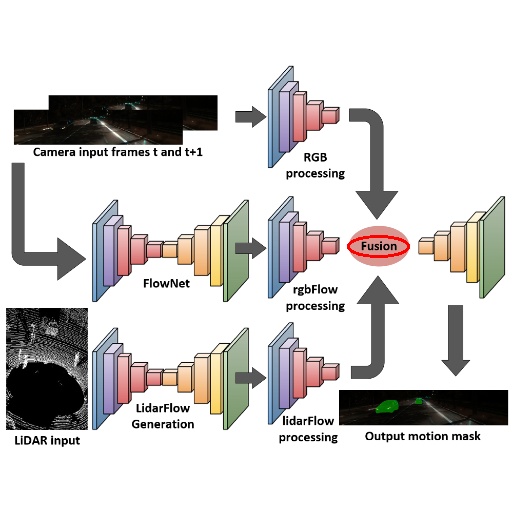 Camera input frames t and t+1
RGB
processing
FlowNet
rgbFlow
processing
Fusion
LiDAR input
LidarFlow
Generation
lidarFlow
processing
Output motion mask